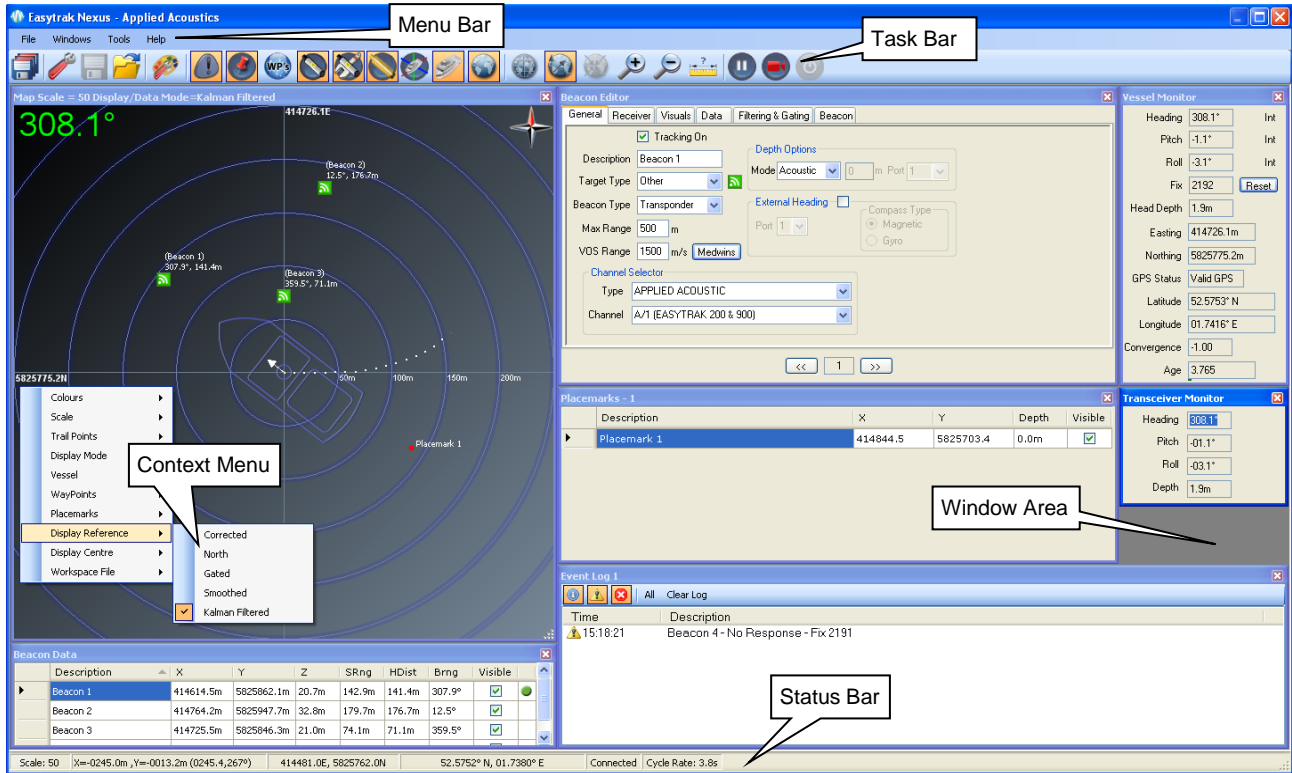 Easytrak Nexus - Applied Acoustics
Menu Bar
File Windows Tools Help
Task Bar
WP's
?
Map Scale = 50 Display/Data Mode=Kalman Filtered
308.1°
414726.1E
(Beacon 2)
12.5°, 176.7m
(Beacon 1)
307.9°, 141.4m
(Beacon 3)
359.5°, 71.1m
5825775.2N
50m 100m 150m 200m
Placemark 1
Colours
Scale
Trail Points
Display Mode
Vessel
WayPoints
Placemarks
Display Reference
Display Centre
Workspace File
Context Menu
Corrected
North
Gated
Smoothed
Kalman Filtered
Beacon Data
Description X Y Z SRng HDist Brng Visible
Beacon 1 414614.5m 5825862.1m 20.7m 142.9m 141.4m 307.9°
Beacon 2 414764.2m 5825947.7m 32.8m 179.7m 176.7m 12.5°
Beacon 3 414725.5m 5825846.3m 21.0m 74.1m 71.1m 359.5°
Beacon Editor
General Receiver Visuals Data Filtering & Gating Beacon
Tracking On
Description Beacon 1
Target Type Other
Beacon Type Transponder
Max Range 500 m
VOS Range 1500 m/s Medwins
Depth Options
Mode Acoustic 0 m Port 1
External Heading
Port 1
Compass Type
Magnetic
Gyro
Channel Selector
Type APPLIED ACOUSTIC
Channel A/1 (EASYTRAK 200 & 900)
<< 1 >>
Placemarks - 1
Description X Y Depth Visible
Placemark 1 414844.5 5825703.4 0.0m
Window Area
Event Log 1
All Clear Log
Time Description
15:18:21 Beacon 4 - No Response - Fix 2191
Status Bar
Vessel Monitor
Heading 308.1° Int
Pitch -1.1° Int
Roll -3.1° Int
Fix 2192 Reset
Head Depth 1.9m
Easting 414726.1m
Northing 5825775.2m
GPS Status Valid GPS
Latitude 52.5753° N
Longitude 01.7416° E
Convergence -1.00
Age 3.765
Transceiver Monitor
Heading 308.1°
Pitch -01.1°
Roll -03.1°
Depth 1.9m
Scale: 50 X=-0245.0m ,Y=-0013.2m (0245.4,267º) 414481.0E, 5825762.0N 52.5752° N, 01.7380° E Connected Cycle Rate: 3.8s